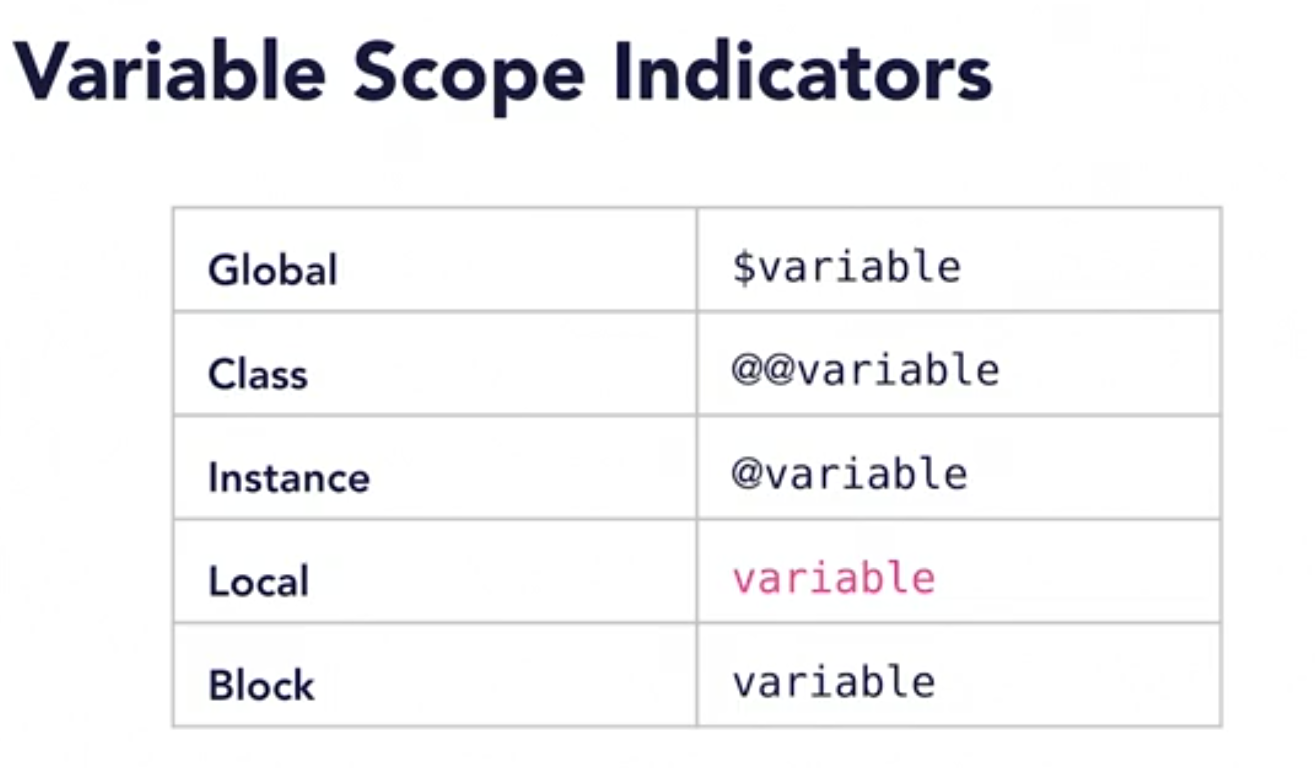 Variable Scope Indicators
Global $variable
Class @@variable
Instance @variable
Local variable
Block variable